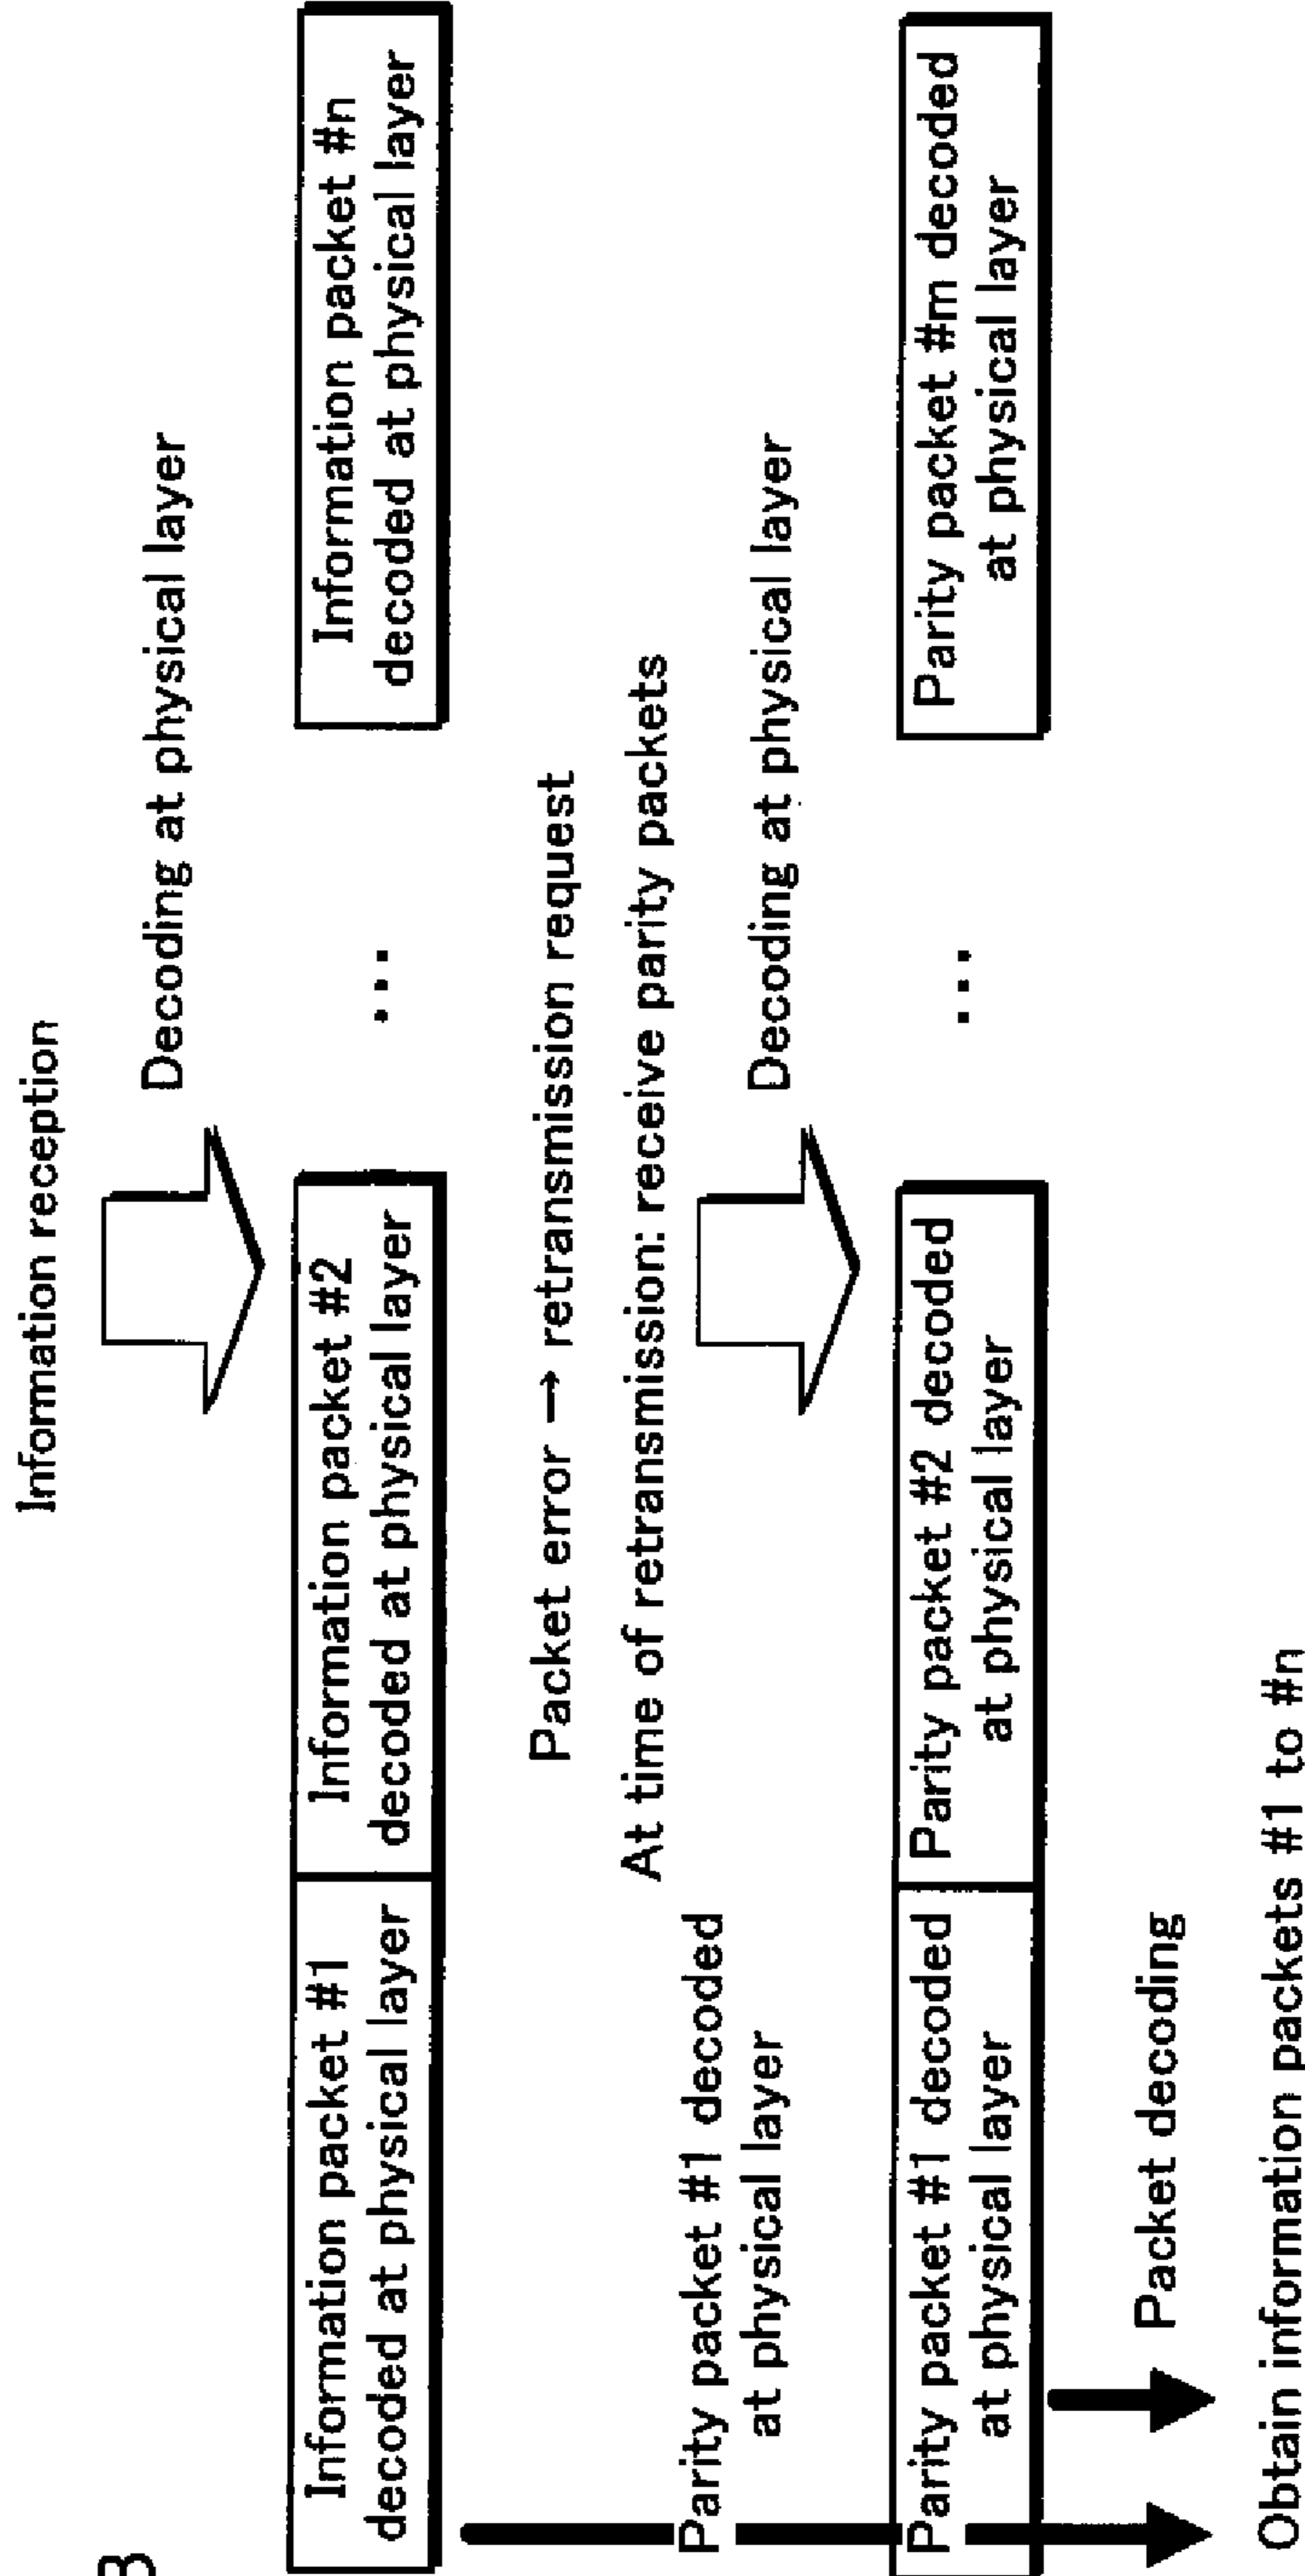 B
Information reception
Decoding at physical layer
Information packet #1
decoded at physical layer
Information packet #2
decoded at physical layer
...
Information packet #n
decoded at physical layer
Packet error → retransmission request
At time of retransmission: receive parity packets
Parity packet #1 decoded
at physical layer
Decoding at physical layer
Parity packet #1 decoded
at physical layer
Parity packet #2 decoded
at physical layer
...
Parity packet #m decoded
at physical layer
Packet decoding
Obtain information packets #1 to #n